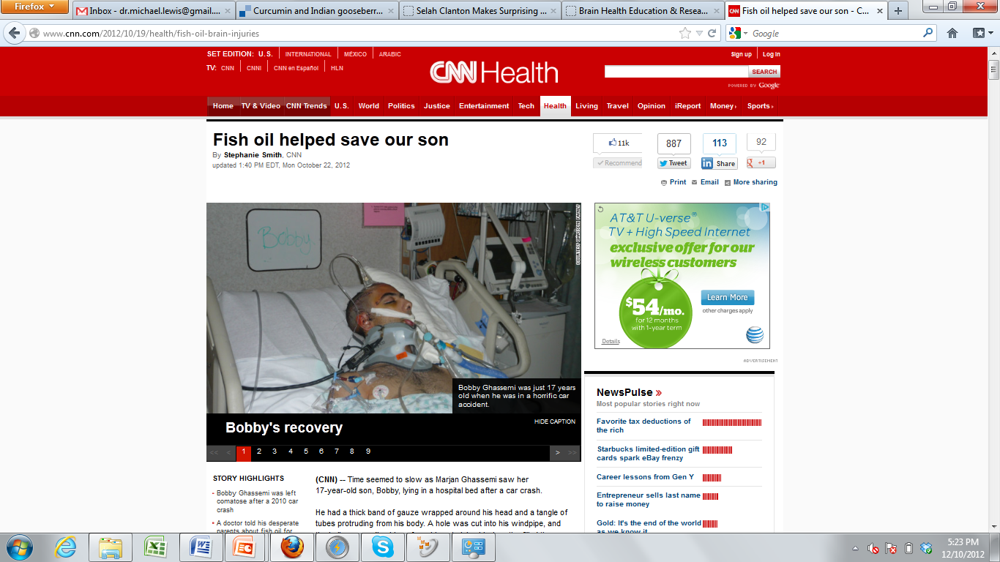 Firefox
Inbox - dr.michael.lewis@gmail....
Curcumin and Indian gooseberr...
Selah Clanton Makes Surprising ...
Brain Health Education & Resea...
CNN
Fish oil helped save our son - C...
www.cnn.com/2012/10/19/health/fish-oil-brain-injuries
Google
SET EDITION: U.S. INTERNATIONAL MÉXICO ARABIC
TV: CNN CNNi CNN en Español HLN
CNN Health
Sign up Log in
SEARCH
POWERED BY Google
Home TV & Video CNN Trends U.S. World Politics Justice Entertainment Tech Health Living Travel Opinion iReport Money Sports
Fish oil helped save our son
By Stephanie Smith, CNN
updated 1:40 PM EDT, Mon October 22, 2012
11k 887 113 92
Recommend Tweet in Share g +1
Print Email More sharing
Bobby.
Bobby Ghassemi was just 17 years
old when he was in a horrific car
accident.
Bobby's recovery
HIDE CAPTION
<< < 1 2 3 4 5 6 7 8 9 > >>
AT&T U-verse®
TV + High Speed Internet
exclusive offer for our
wireless customers
$54/mo.
for 12 months
with 1-year term
Learn More
other charges apply
Details
ADVERTISEMENT
STORY HIGHLIGHTS
Bobby Ghassemi was left
comatose after a 2010 car
crash
A doctor told his desperate
parents about fish oil for
(CNN) -- Time seemed to slow as Marjan Ghassemi saw her
17-year-old son, Bobby, lying in a hospital bed after a car crash.
He had a thick band of gauze wrapped around his head and a tangle of
tubes protruding from his body. A hole was cut into his windpipe, and
NewsPulse »
Most popular stories right now
Favorite tax deductions of
the rich
Starbucks limited-edition gift
cards spark eBay frenzy
Career lessons from Gen Y
Entrepreneur sells last name
to raise money
Gold: It's the end of the world
as we know it
5:23 PM
12/10/2012